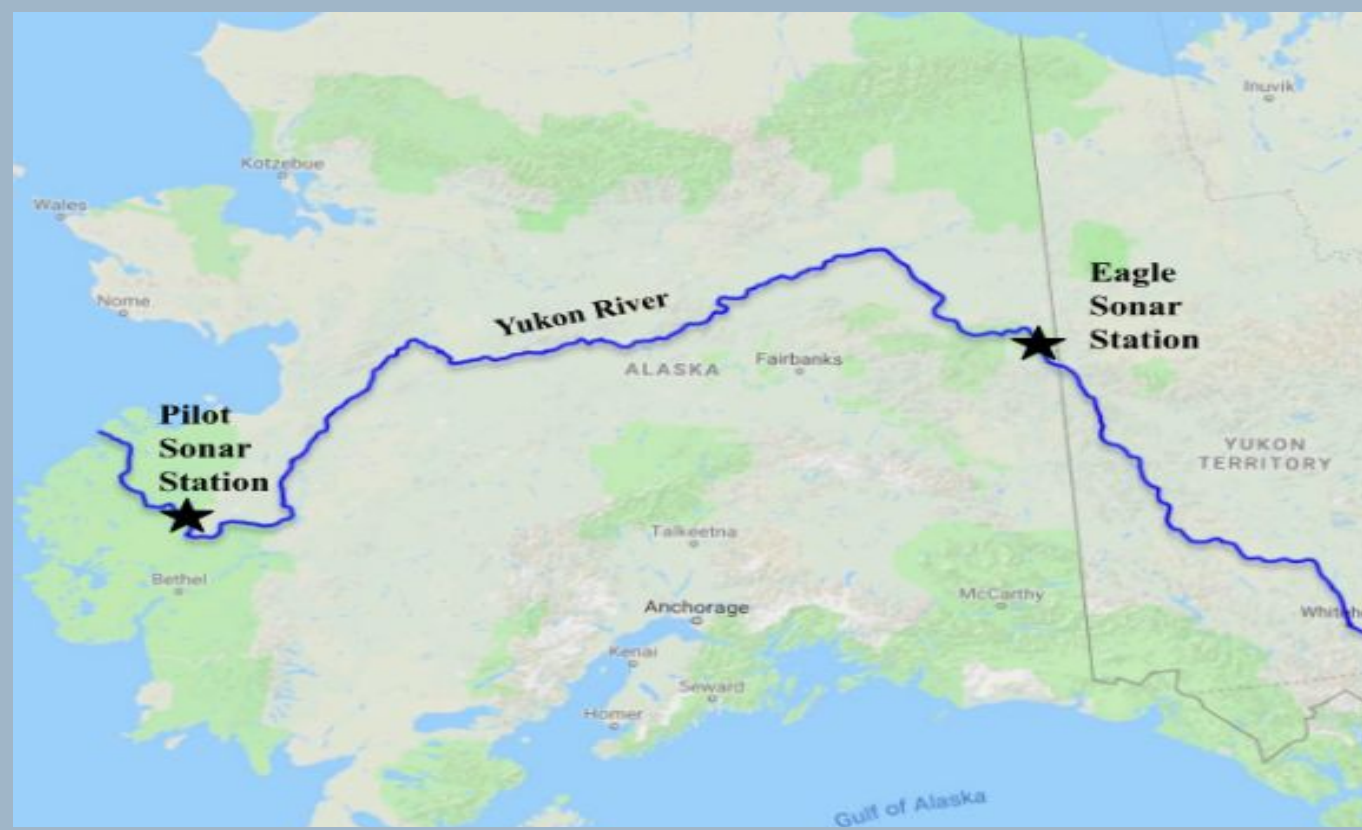 Inuvik
Kotzebue
Wales
Eagle
Sonar
Station
Nome
Yukon River
Fairbanks
ALASKA
Pilot
Sonar
Station
YUKON
TERRITORY
Talkeetna
Bethel
McCarthy
Anchorage
Whiteh
Kenai
Seward
Homer
Gulf of Alaska